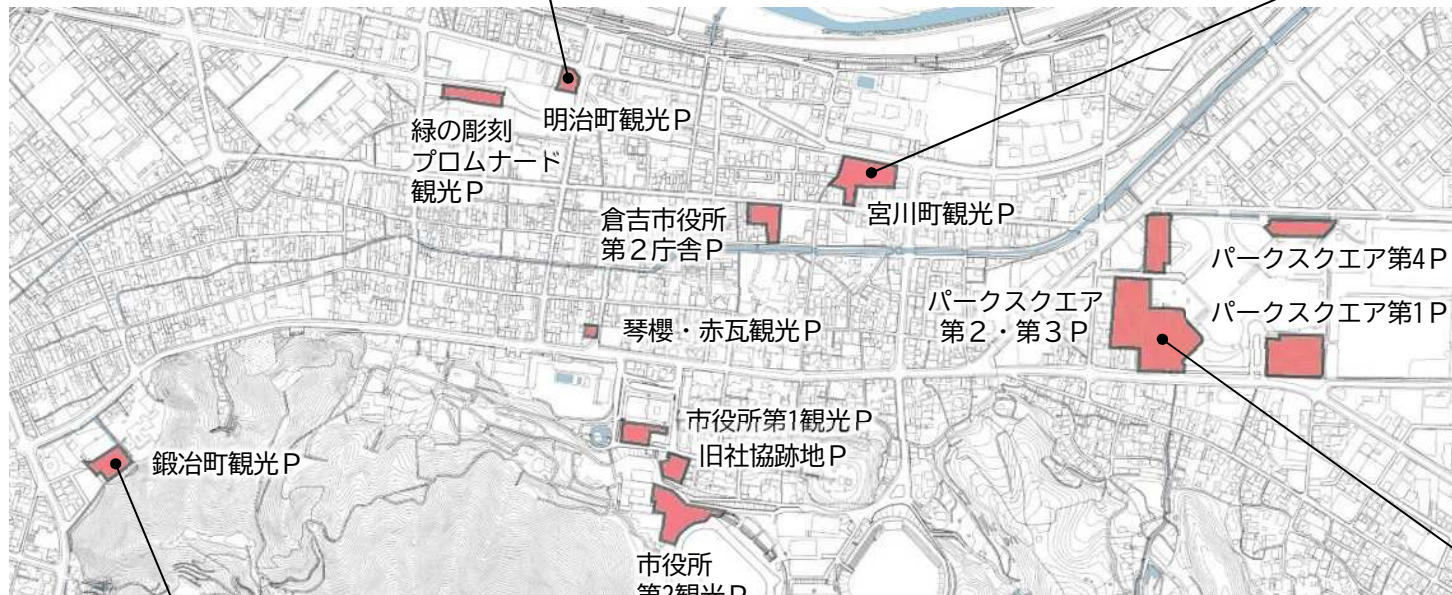 明治町観光Ｐ
緑の彫刻
プロムナード
観光Ｐ
宮川町観光Ｐ
倉吉市役所
第２庁舎Ｐ
パークスクエア第4Ｐ
パークスクエア
第２・第３Ｐ
パークスクエア第1Ｐ
琴櫻・赤瓦観光Ｐ
市役所第1観光Ｐ
旧社協跡地Ｐ
鍛冶町観光Ｐ
市役所
第2観光Ｐ